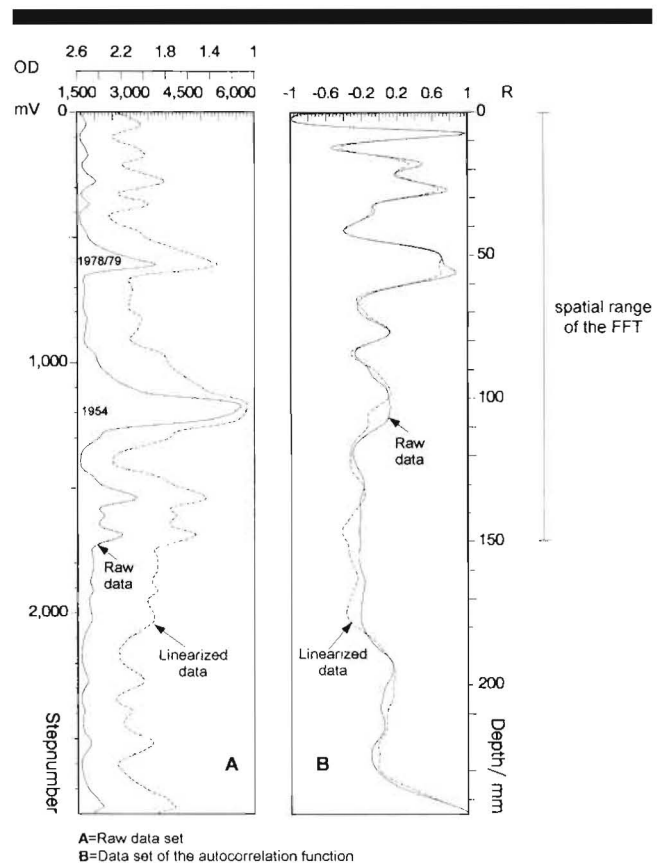 2.6 2.2 1.8 1.4 1
OD
1,500 3,000 4,500 6,000
mV
-1 -0.6 -0.2 0.2 0.6 1 R
0
0
1978/79
50
spatial range
of the FFT
1,000
1954
100
Raw
data
Raw
data
150
2,000
Linearized
data
Linearized
data
200
Stepnumber
Depth/ mm
A
B
A=Raw data set
B=Data set of the autocorrelation function